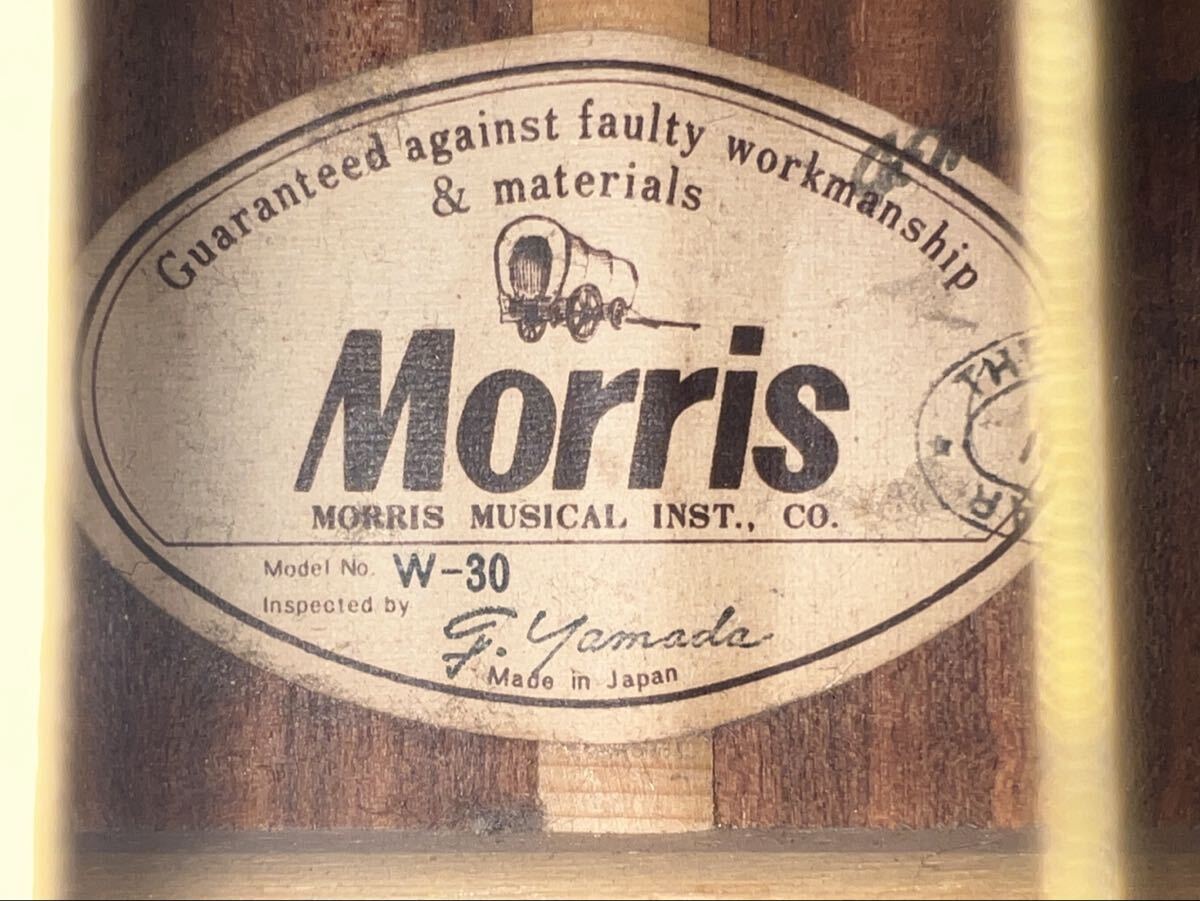 Guaranteed against faulty workmanship
& materials
Morris
MORRIS MUSICAL INST., CO.
Model No. W-30
Inspected by
G. Yamada
Made in Japan